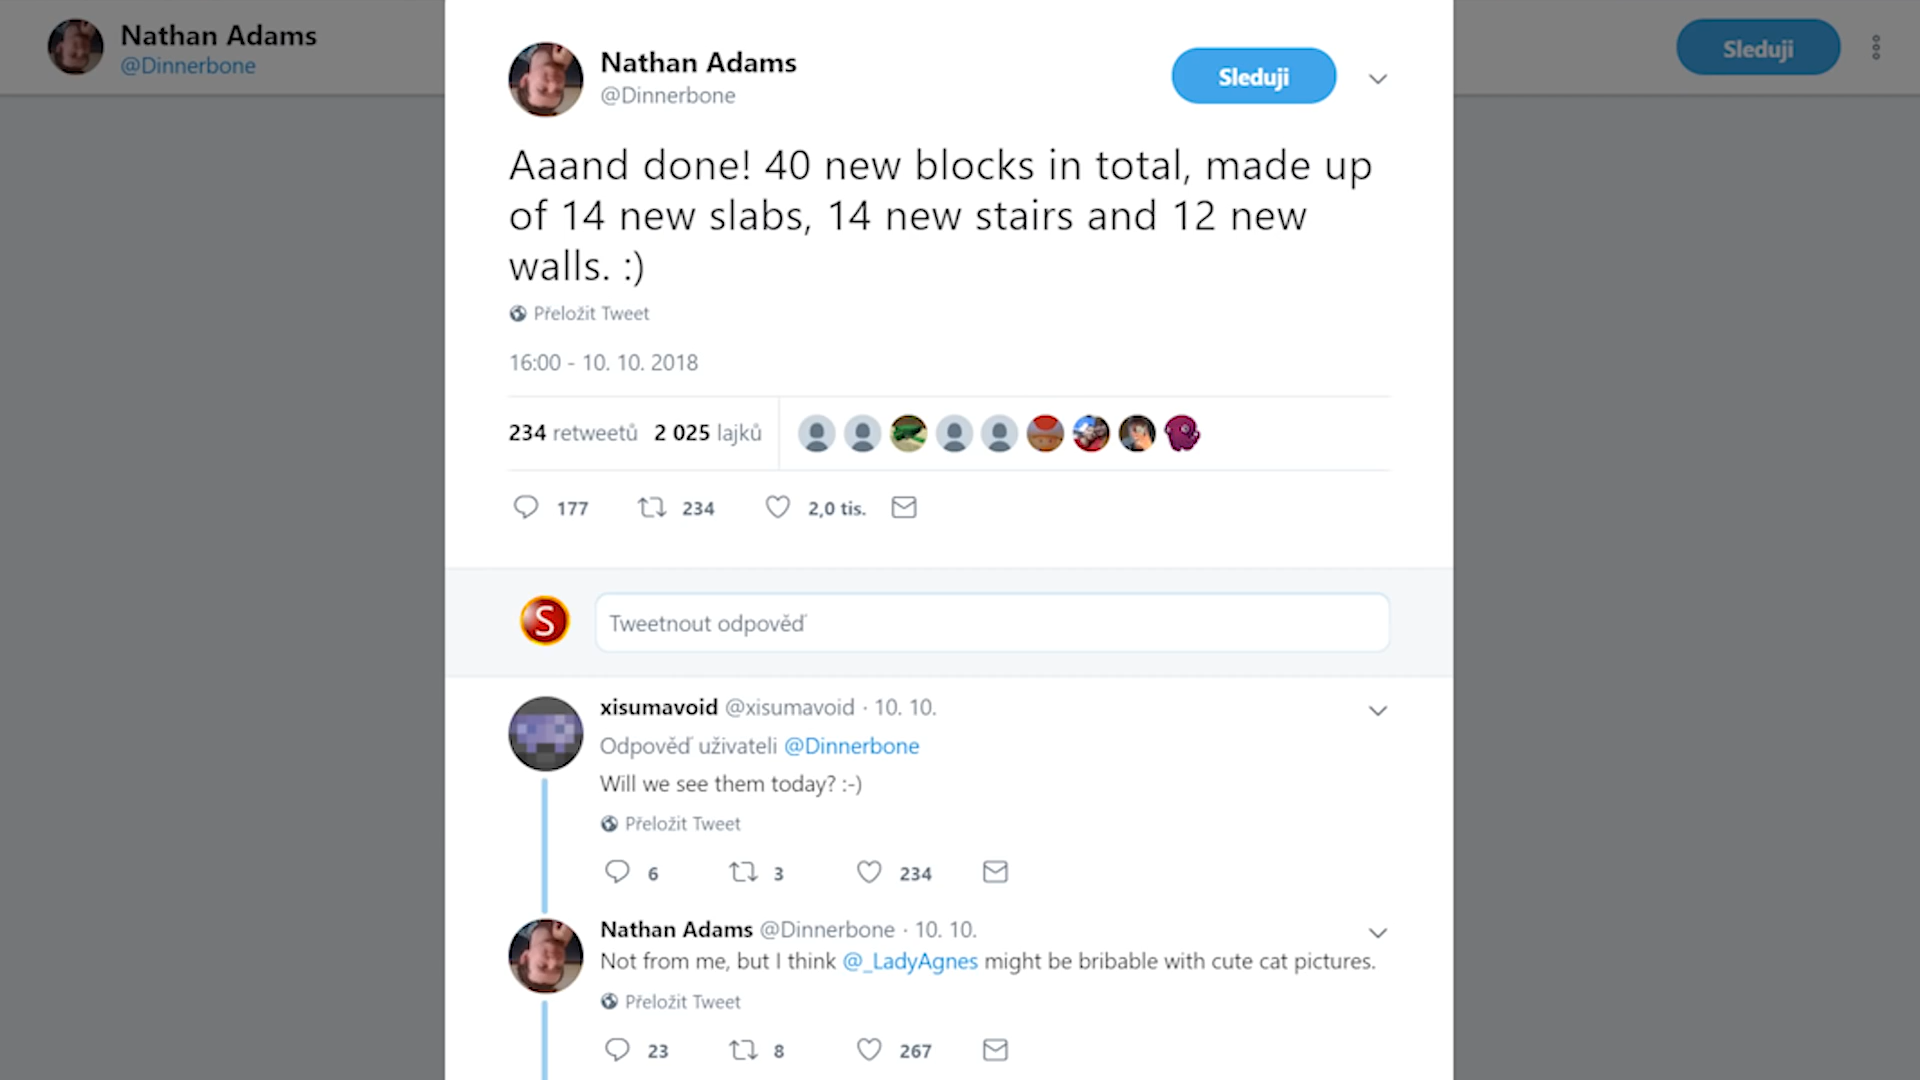 Nathan Adams
@Dinnerbone
Sleduji
Nathan Adams
@Dinnerbone
Sleduji
Aaand done! 40 new blocks in total, made up
of 14 new slabs, 14 new stairs and 12 new
walls. :)
Přeložit Tweet
16:00 - 10. 10. 2018
234 retweetů 2 025 lajků
177 234 2,0 tis.
S
Tweetnout odpověď
xisumavoid @xisumavoid · 10. 10.
Odpověď uživateli @Dinnerbone
Will we see them today? :-)
Přeložit Tweet
6 3 234
Nathan Adams @Dinnerbone · 10. 10.
Not from me, but I think @_LadyAgnes might be bribable with cute cat pictures.
Přeložit Tweet
23 8 267